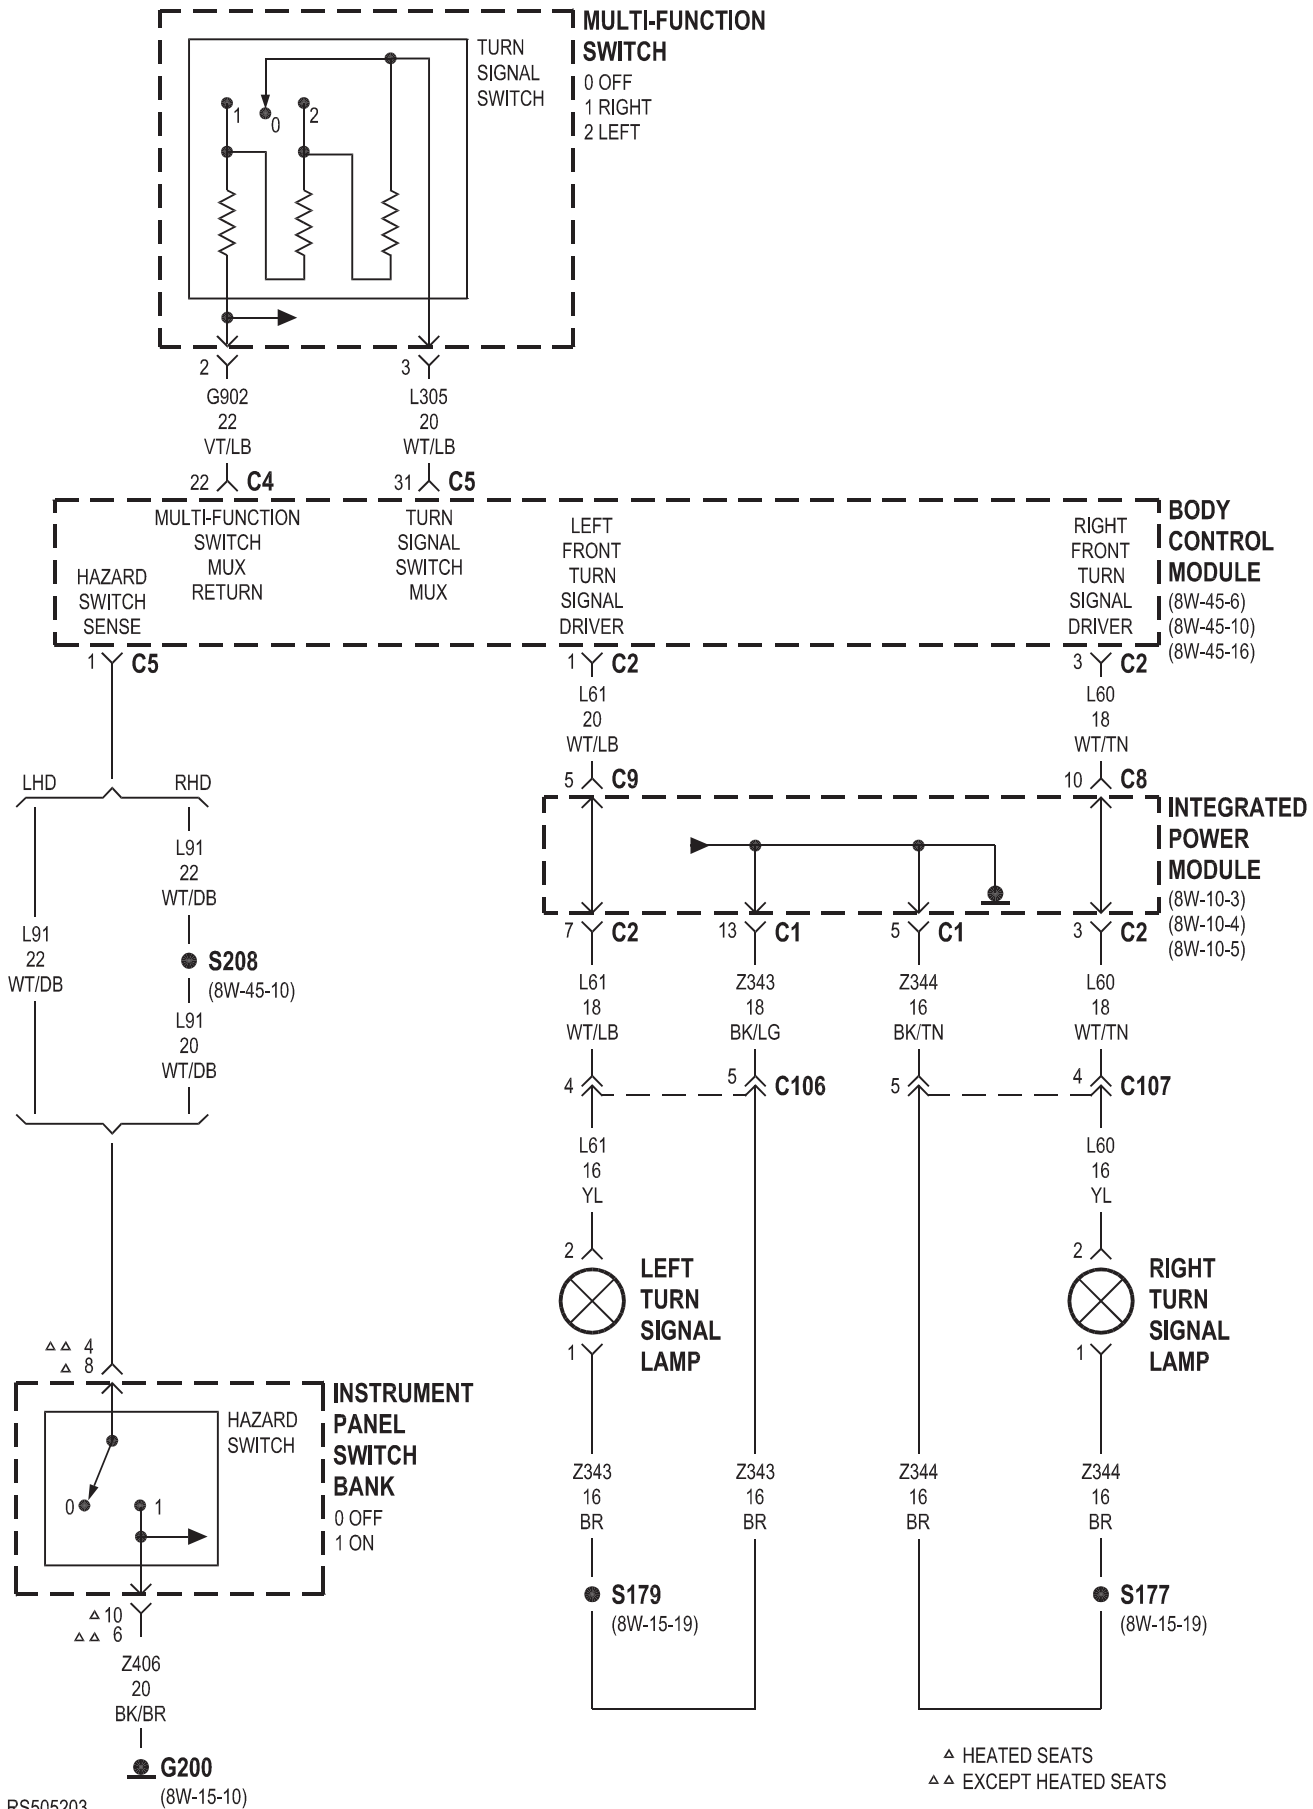 MULTI-FUNCTION
SWITCH
0 OFF
1 RIGHT
2 LEFT
TURN
SIGNAL
SWITCH
1
0
2
2
3
G902
22
VT/LB
L305
20
WT/LB
22 C4
31 C5
MULTI-FUNCTION
SWITCH
MUX
RETURN
TURN
SIGNAL
SWITCH
MUX
LEFT
FRONT
TURN
SIGNAL
DRIVER
RIGHT
FRONT
TURN
SIGNAL
DRIVER
HAZARD
SWITCH
SENSE
BODY
CONTROL
MODULE
(8W-45-6)
(8W-45-10)
(8W-45-16)
1 C5
1 C2
3 C2
L61
20
WT/LB
L60
18
WT/TN
5 C9
10 C8
LHD
RHD
L91
22
WT/DB
L91
22
WT/DB
S208
(8W-45-10)
L91
20
WT/DB
INTEGRATED
POWER
MODULE
(8W-10-3)
(8W-10-4)
(8W-10-5)
7 C2
13 C1
5 C1
3 C2
L61
18
WT/LB
Z343
18
BK/LG
Z344
16
BK/TN
L60
18
WT/TN
4
5 C106
5
4 C107
L61
16
YL
L60
16
YL
2
2
LEFT
TURN
SIGNAL
LAMP
RIGHT
TURN
SIGNAL
LAMP
1
1
△△ 4
△ 8
INSTRUMENT
PANEL
SWITCH
BANK
0 OFF
1 ON
HAZARD
SWITCH
0
1
Z343
16
BR
Z343
16
BR
Z344
16
BR
Z344
16
BR
S179
(8W-15-19)
S177
(8W-15-19)
△ 10
△△ 6
Z406
20
BK/BR
G200
(8W-15-10)
△ HEATED SEATS
△△ EXCEPT HEATED SEATS
RS505203